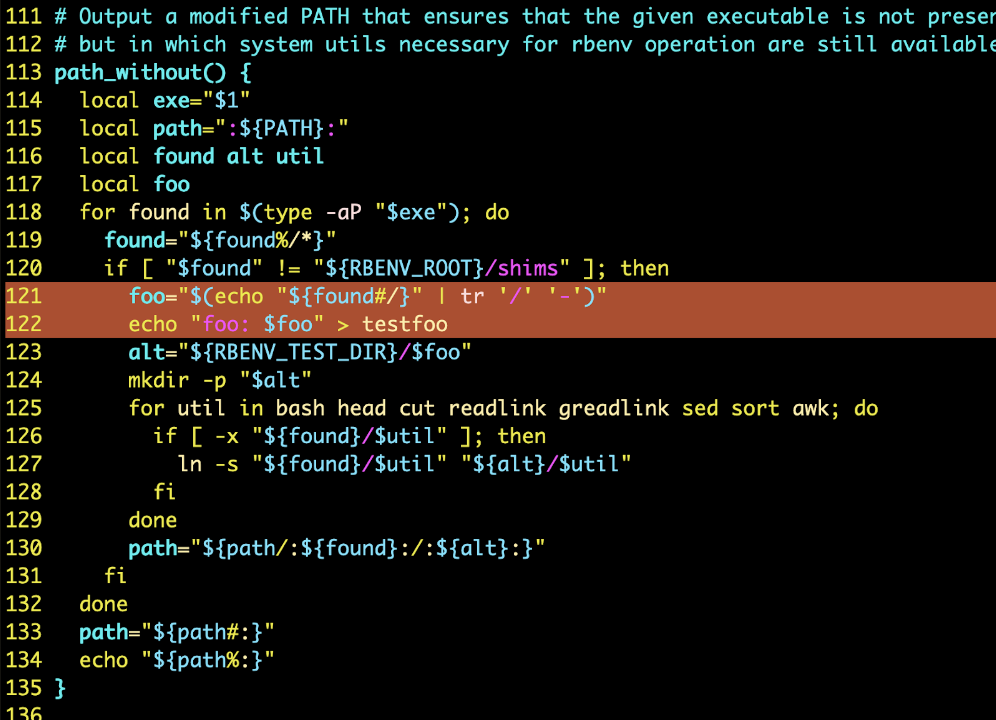 111 # Output a modified PATH that ensures that the given executable is not
112 # but in which system utils necessary for rbenv operation are still available
113 path_without() {
114   local exe="$1"
115   local path=":${PATH}:"
116   local found alt util
117   local foo
118   for found in $(type -aP "$exe"); do
119     found="${found%/*}"
120     if [ "$found" != "${RBENV_ROOT}/shims" ]; then
121       foo="$(echo "${found#/}" | tr '/' '-')"
122       echo "foo: $foo" > testfoo
123       alt="${RBENV_TEST_DIR}/$foo"
124       mkdir -p "$alt"
125       for util in bash head cut readlink greadlink sed sort awk; do
126         if [ -x "${found}/$util" ]; then
127           ln -s "${found}/$util" "${alt}/$util"
128         fi
129       done
130       path="${path/:${found}:/:${alt}:}"
131     fi
132   done
133   path="${path#:}"
134   echo "${path%:}"
135 }
136